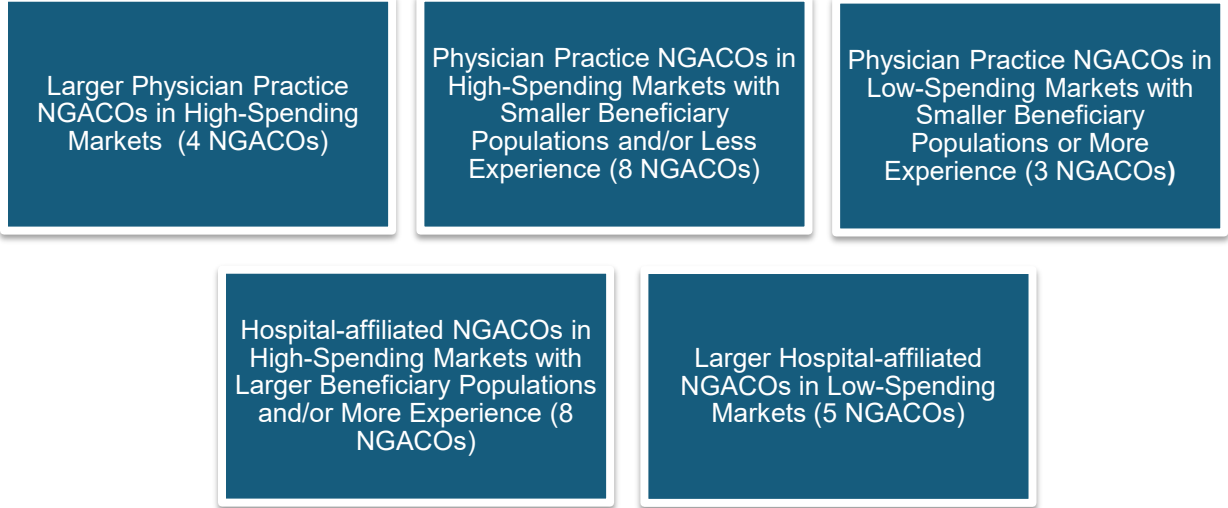 Larger Physician Practice
NGACOs in High-Spending
Markets (4 NGACOs)
Physician Practice NGACOs in
High-Spending Markets with
Smaller Beneficiary
Populations and/or Less
Experience (8 NGACOs)
Physician Practice NGACOs in
Low-Spending Markets with
Smaller Beneficiary
Populations or More
Experience (3 NGACOs)
Hospital-affiliated NGACOs in
High-Spending Markets with
Larger Beneficiary Populations
and/or More Experience (8
NGACOs)
Larger Hospital-affiliated
NGACOs in Low-Spending
Markets (5 NGACOs)